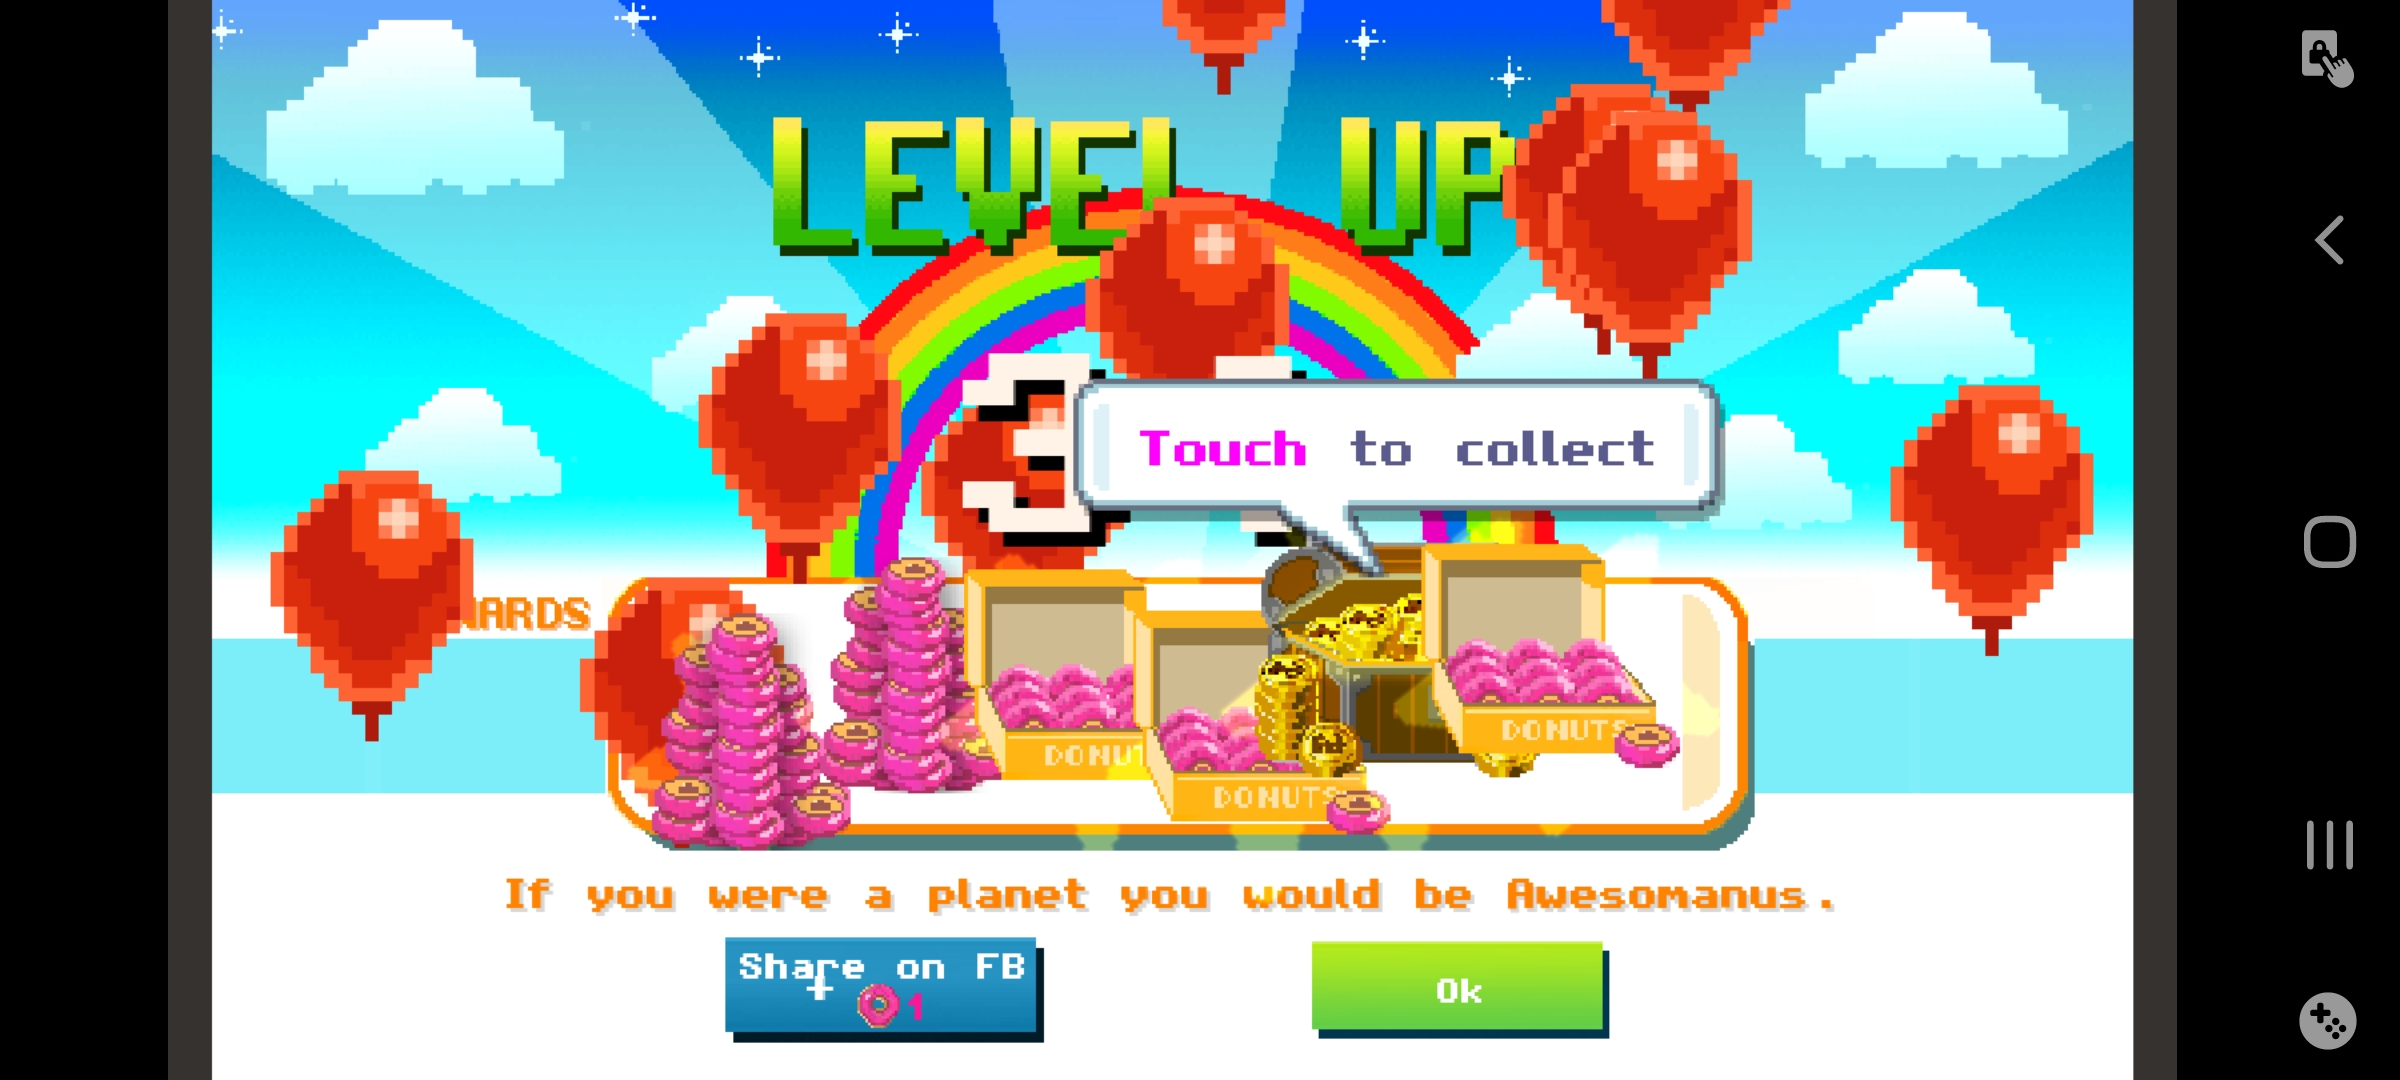 LEVEL UP
Touch to collect
DONUTS
DONUTS
If you were a planet you would be Awesomanus.
Share on FB
+ 1
Ok